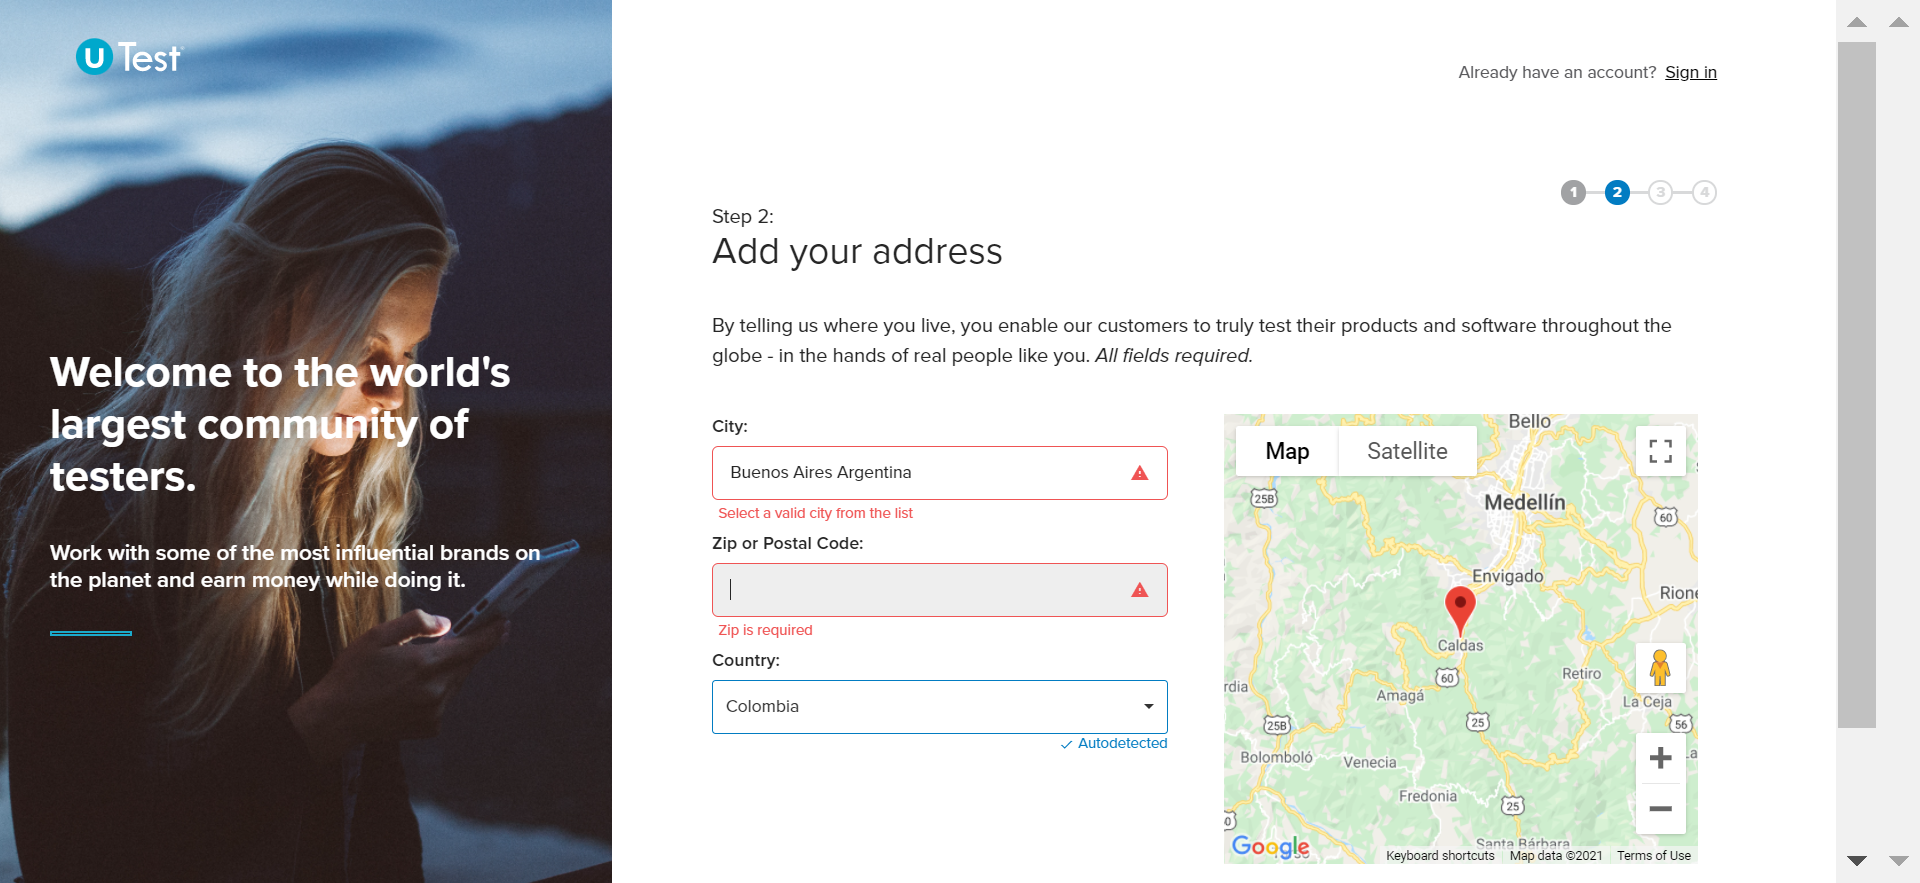 U Test
Already have an account? Sign in
1 2 3 4
Step 2:
Add your address
By telling us where you live, you enable our customers to truly test their products and software throughout the
globe - in the hands of real people like you. All fields required.
Welcome to the world's
largest community of
testers.
Work with some of the most influential brands on
the planet and earn money while doing it.
City:
Buenos Aires Argentina
Select a valid city from the list
Zip or Postal Code:
Zip is required
Country:
Colombia
Autodetected
Map Satellite
Bello
25B
Medellín
60
Envigado
Caldas
60
Retiro
Amagá
La Ceja
25B
25
56
Bolomboló
Venecia
Fredonia
25
Santa Bárbara
Google
Keyboard shortcuts Map data ©2021 Terms of Use